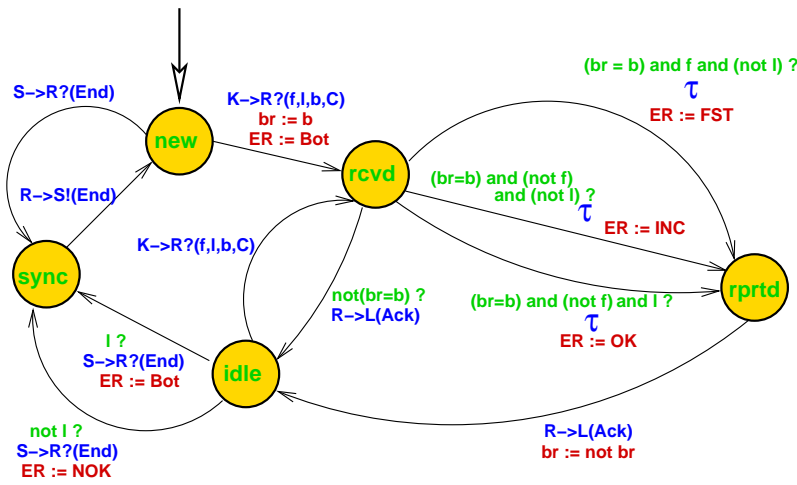 (br = b) and f and (not l) ?
τ
ER := FST
S–>R?(End)
K–>R?(f,l,b,C)
br := b
ER := Bot
new
rcvd
(br=b) and (not f)
and (not l) ?
τ
ER := INC
R–>S!(End)
K–>R?(f,l,b,C)
sync
rprtd
not(br=b) ?
R–>L(Ack)
(br=b) and (not f) and l ?
τ
ER := OK
l ?
S–>R?(End)
ER := Bot
idle
not l ?
S–>R?(End)
ER := NOK
R–>L(Ack)
br := not br